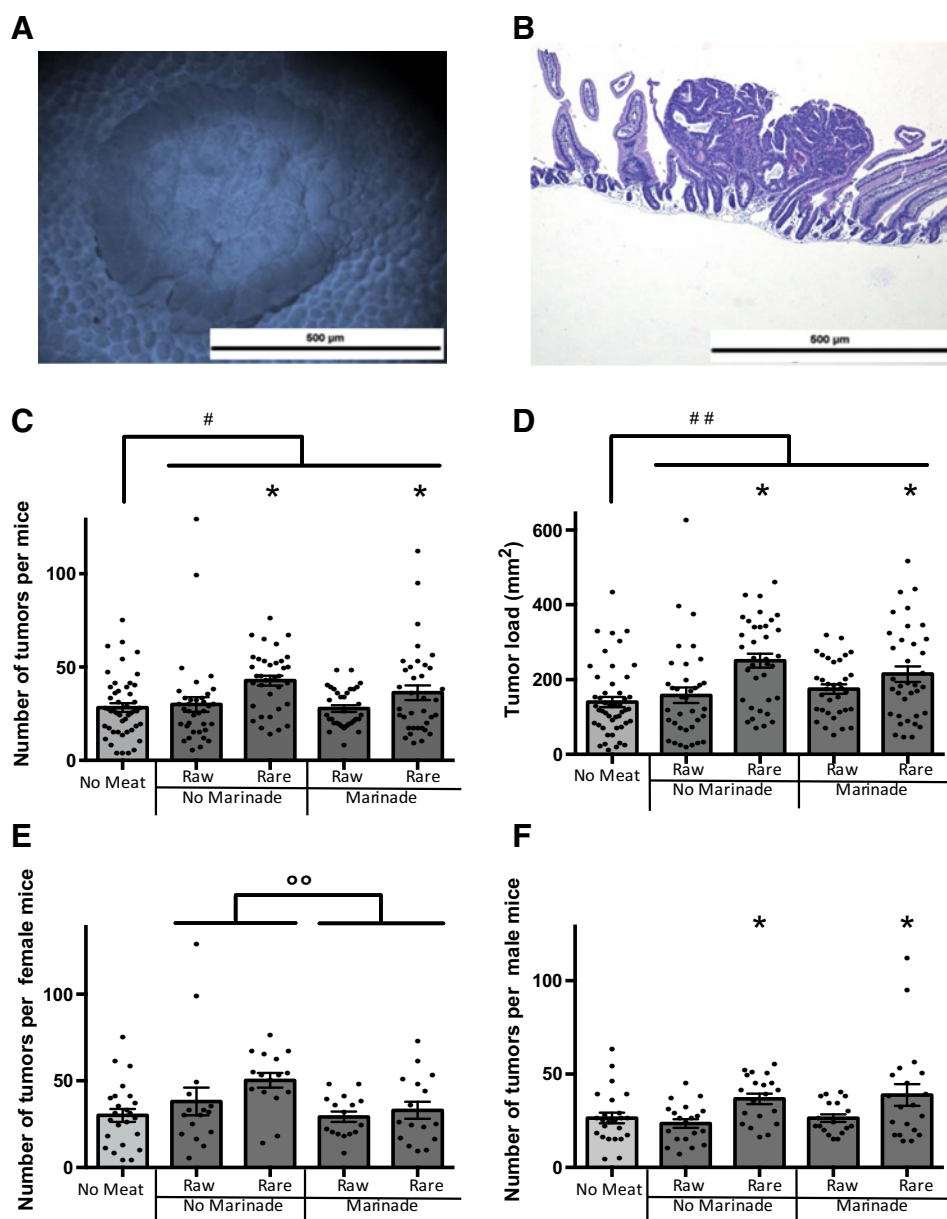 A
500 µm
B
500 µm
C
#
* *
Number of tumors per mice
100
50
0
No Meat
Raw Rare Raw Rare
No Marinade Marinade
D
##
* *
Tumor load (mm²)
600
400
200
0
No Meat
Raw Rare Raw Rare
No Marinade Marinade
E
°°
Number of tumors per female mice
100
50
0
No Meat
Raw Rare Raw Rare
No Marinade Marinade
F
* *
Number of tumors per male mice
100
50
0
No Meat
Raw Rare Raw Rare
No Marinade Marinade